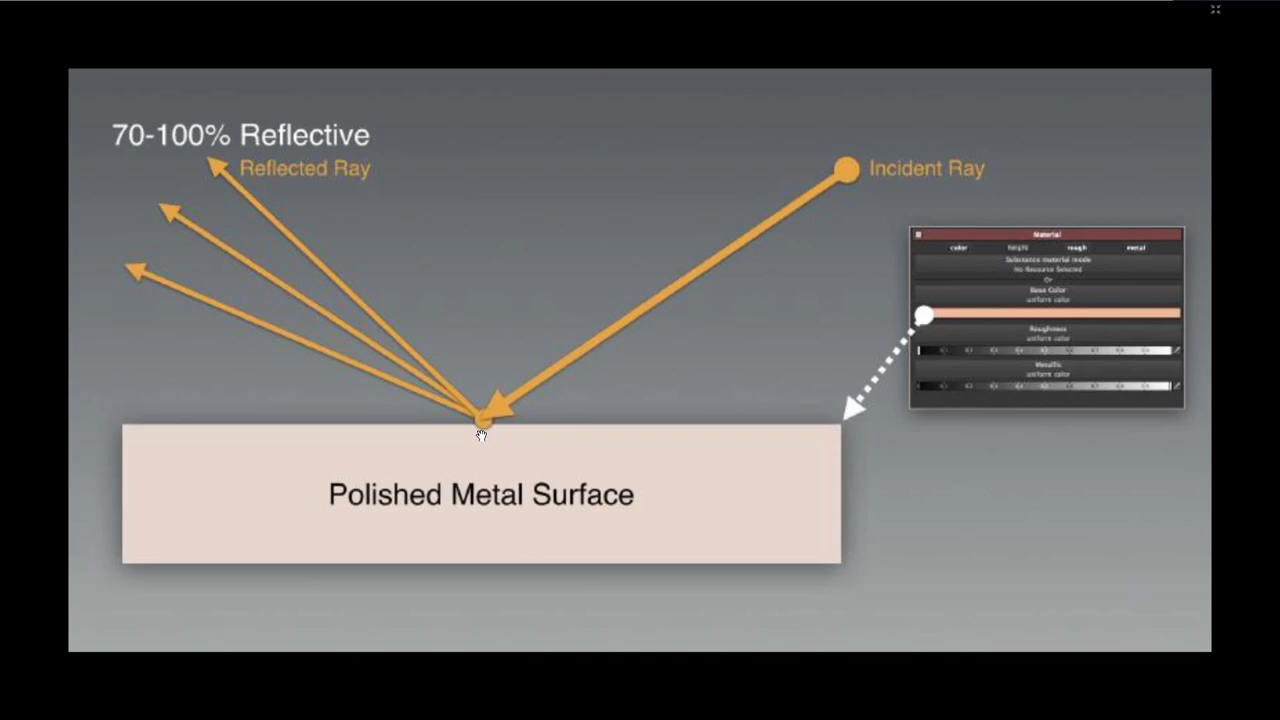 70-100% Reflective
Reflected Ray
Incident Ray
Material
color height rough metal
Substance material mode
No Resource Selected
Or
Base Color
uniform color
Roughness
uniform color
Metallic
uniform color
Polished Metal Surface